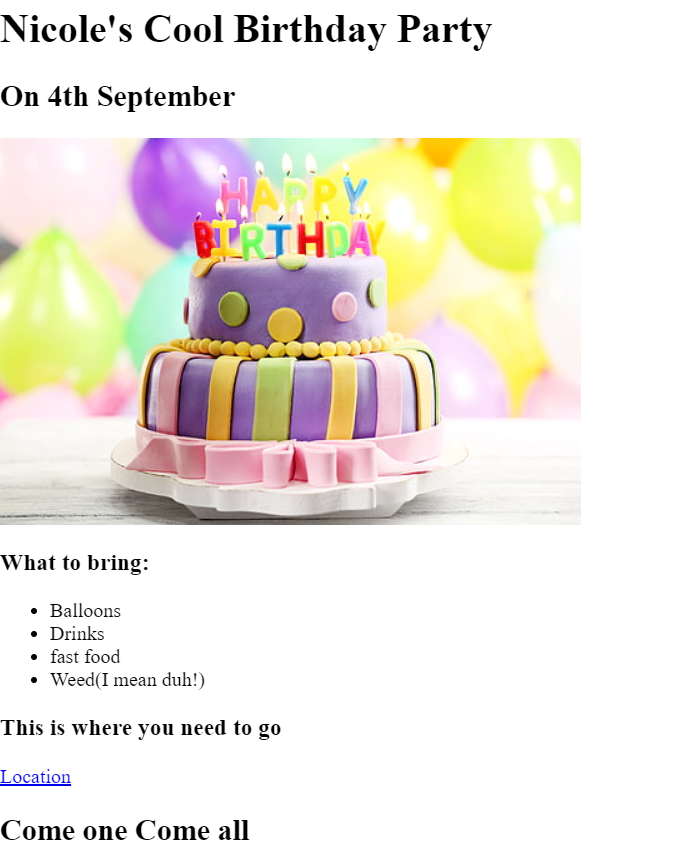 Nicole's Cool Birthday Party
On 4th September
HAPPY
BIRTHDAY
What to bring:
Balloons
Drinks
fast food
Weed(I mean duh!)
This is where you need to go
Location
Come one Come all